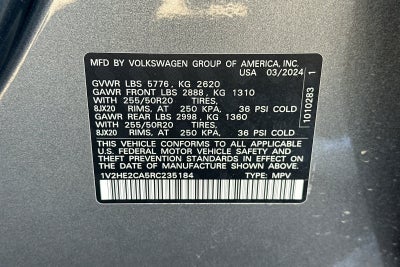 MFD BY VOLKSWAGEN GROUP OF AMERICA, INC.
USA 03/2024
GVWR LBS 5776 , KG 2620
GAWR FRONT LBS 2888 , KG 1310
WITH 255/50R20 TIRES,
8JX20 RIMS, AT 250 KPA, 36 PSI COLD
GAWR REAR LBS 2998 , KG 1360
WITH 255/50R20 TIRES,
8JX20 RIMS, AT 250 KPA, 36 PSI COLD
THIS VEHICLE CONFORMS TO ALL APPLICABLE
U.S. FEDERAL MOTOR VEHICLE SAFETY
STANDARDS IN EFFECT ON THE
DATE OF MANUFACTURE SHOWN ABOVE.
1V2HE2CA5RC235184 TYPE: MPV
1010283 1